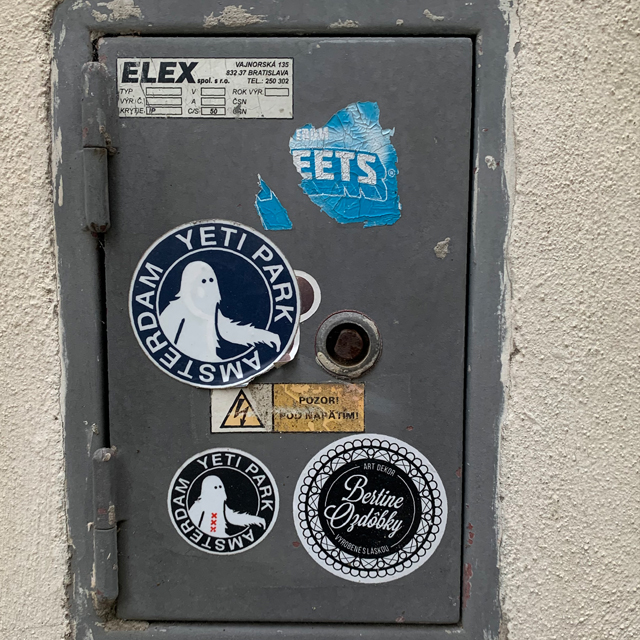 ELEX spol. s r.o.
VAJNORSKÁ 135
832 37 BRATISLAVA
TEL.: 250 302
TYP V ROK VÝR.
VÝR. Č. A ČSN
KRYTIE IP C/S 50
EETS®
YETI PARK
AMSTERDAM
POZOR!
POD NAPÄTÍM!
YETI PARK
AMSTERDAM
XXX
ART DEKOR
Bertine
Ozdôbky
VYROBENÉ S LÁSKOU